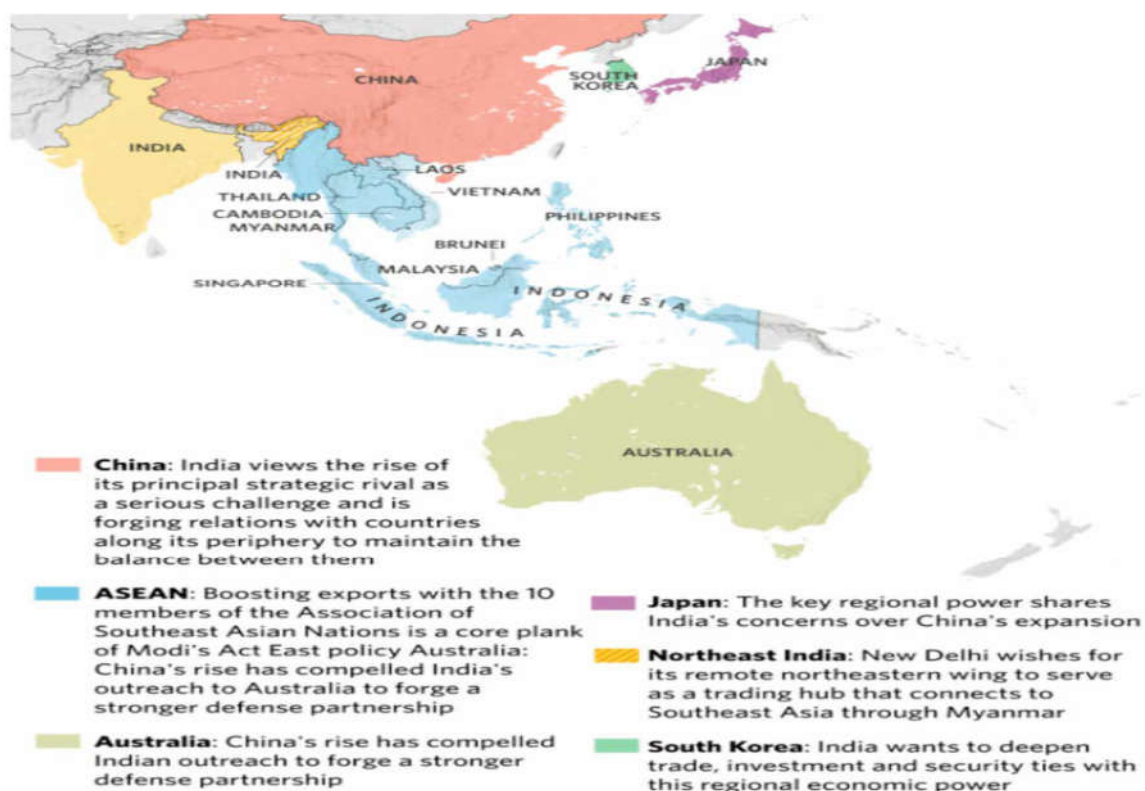 CHINA
SOUTH
KOREA
JAPAN
INDIA
INDIA
LAOS
THAILAND
VIETNAM
CAMBODIA
MYANMAR
PHILIPPINES
BRUNEI
MALAYSIA
SINGAPORE
INDONESIA
INDONESIA
AUSTRALIA
China: India views the rise of
its principal strategic rival as
a serious challenge and is
forging relations with countries
along its periphery to maintain the
balance between them
ASEAN: Boosting exports with the 10
members of the Association of
Southeast Asian Nations is a core plank
of Modi's Act East policy Australia:
China's rise has compelled India's
outreach to Australia to forge a
stronger defense partnership
Australia: China's rise has compelled
Indian outreach to forge a stronger
defense partnership
Japan: The key regional power shares
India's concerns over China's expansion
Northeast India: New Delhi wishes for
its remote northeastern wing to serve
as a trading hub that connects to
Southeast Asia through Myanmar
South Korea: India wants to deepen
trade, investment and security ties with
this regional economic power